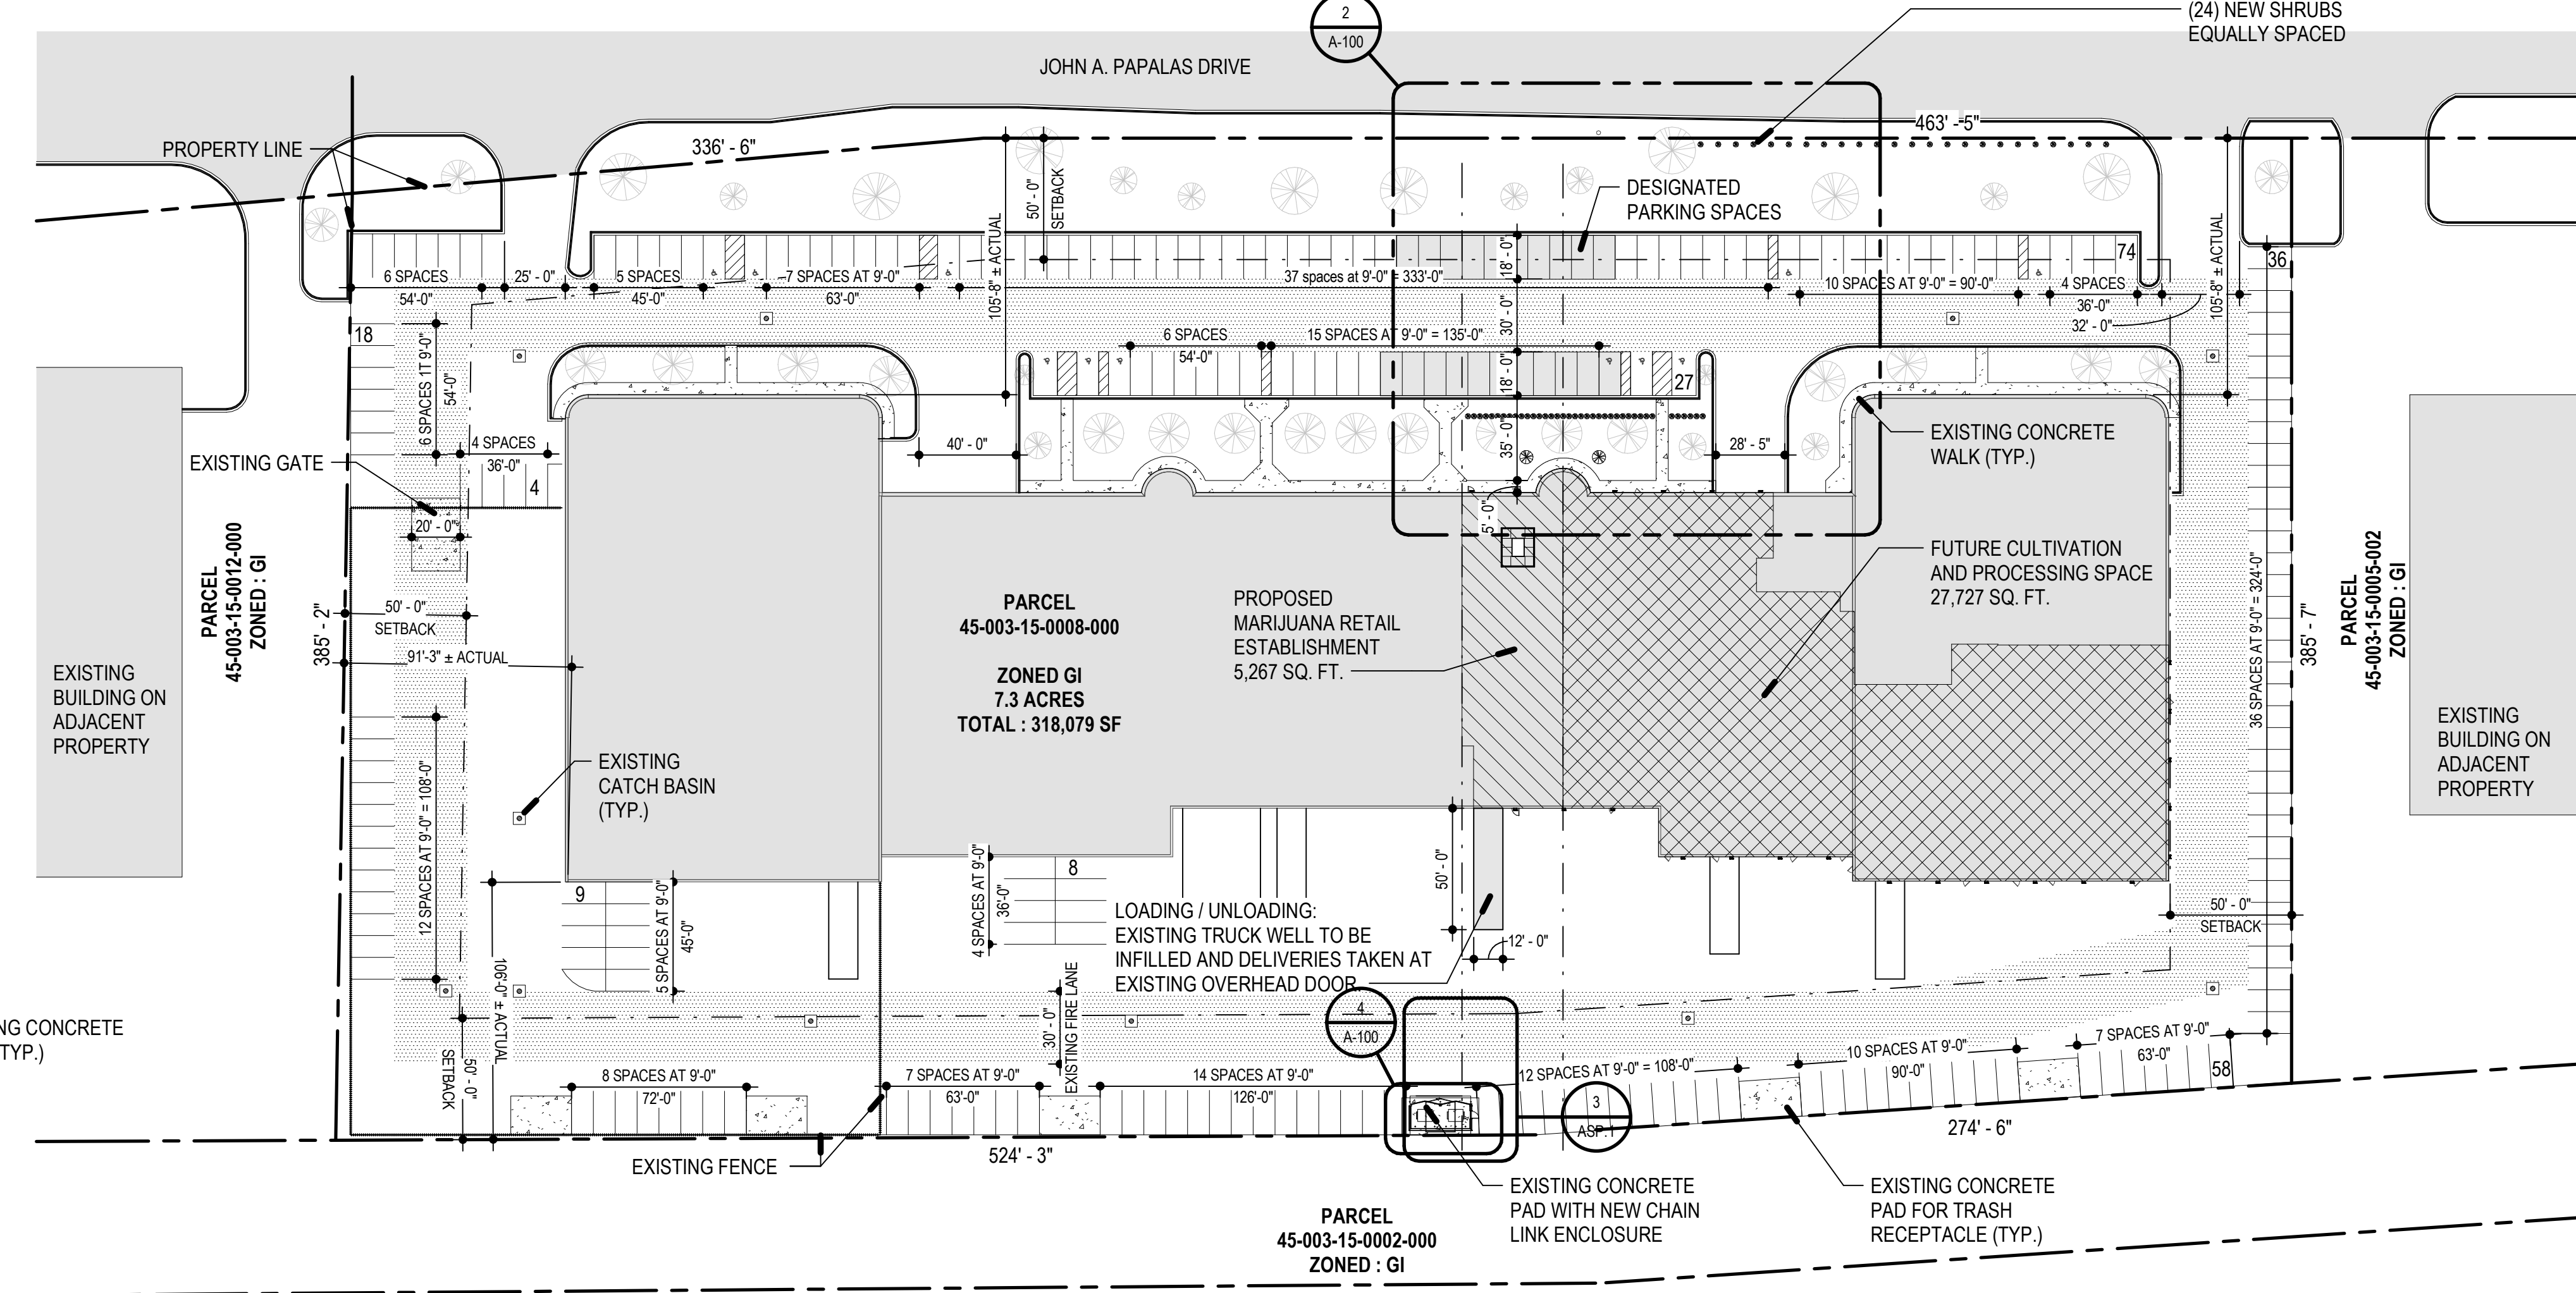 (24) NEW SHRUBS
EQUALLY SPACED
2
A-100
JOHN A. PAPALAS DRIVE
463' - 5"
336' - 6"
PROPERTY LINE
50' - 0"
SETBACK
105'-8" ± ACTUAL
DESIGNATED
PARKING SPACES
105'-8" ± ACTUAL
74
36
6 SPACES
54'-0"
25' - 0"
5 SPACES
45'-0"
7 SPACES AT 9'-0"
63'-0"
37 spaces at 9'-0" = 333'-0"
18' - 0"
10 SPACES AT 9'-0" = 90'-0"
4 SPACES
36'-0"
32' - 0"
30' - 0"
18
6 SPACES 1T 9'-0"
54'-0"
6 SPACES
54'-0"
15 SPACES AT 9'-0" = 135'-0"
18' - 0"
27
4 SPACES
36'-0"
4
40' - 0"
35' - 0"
28' - 5"
EXISTING CONCRETE
WALK (TYP.)
EXISTING GATE
20' - 0"
5' - 0"
PARCEL
45-003-15-0012-000
ZONED : GI
385' - 2"
50' - 0"
SETBACK
91'-3" ± ACTUAL
FUTURE CULTIVATION
AND PROCESSING SPACE
27,727 SQ. FT.
PARCEL
45-003-15-0008-000
ZONED GI
7.3 ACRES
TOTAL : 318,079 SF
PROPOSED
MARIJUANA RETAIL
ESTABLISHMENT
5,267 SQ. FT.
36 SPACES AT 9'-0" = 324'-0"
385' - 7"
PARCEL
45-003-15-0005-002
ZONED : GI
EXISTING
BUILDING ON
ADJACENT
PROPERTY
EXISTING
BUILDING ON
ADJACENT
PROPERTY
EXISTING
CATCH BASIN
(TYP.)
12 SPACES AT 9'-0" = 108'-0"
9
5 SPACES AT 9'-0"
45'-0"
4 SPACES AT 9'-0"
36'-0"
8
50' - 0"
12' - 0"
LOADING / UNLOADING:
EXISTING TRUCK WELL TO BE
INFILLED AND DELIVERIES TAKEN AT
EXISTING OVERHEAD DOOR.
50' - 0"
SETBACK
NG CONCRETE
TYP.)
106'-0" ± ACTUAL
50' - 0"
SETBACK
30' - 0"
EXISTING FIRE LANE
4
A-100
8 SPACES AT 9'-0"
72'-0"
7 SPACES AT 9'-0"
63'-0"
14 SPACES AT 9'-0"
126'-0"
12 SPACES AT 9'-0" = 108'-0"
10 SPACES AT 9'-0"
90'-0"
7 SPACES AT 9'-0"
63'-0"
58
3
ASP.1
274' - 6"
524' - 3"
EXISTING FENCE
EXISTING CONCRETE
PAD WITH NEW CHAIN
LINK ENCLOSURE
EXISTING CONCRETE
PAD FOR TRASH
RECEPTACLE (TYP.)
PARCEL
45-003-15-0002-000
ZONED : GI